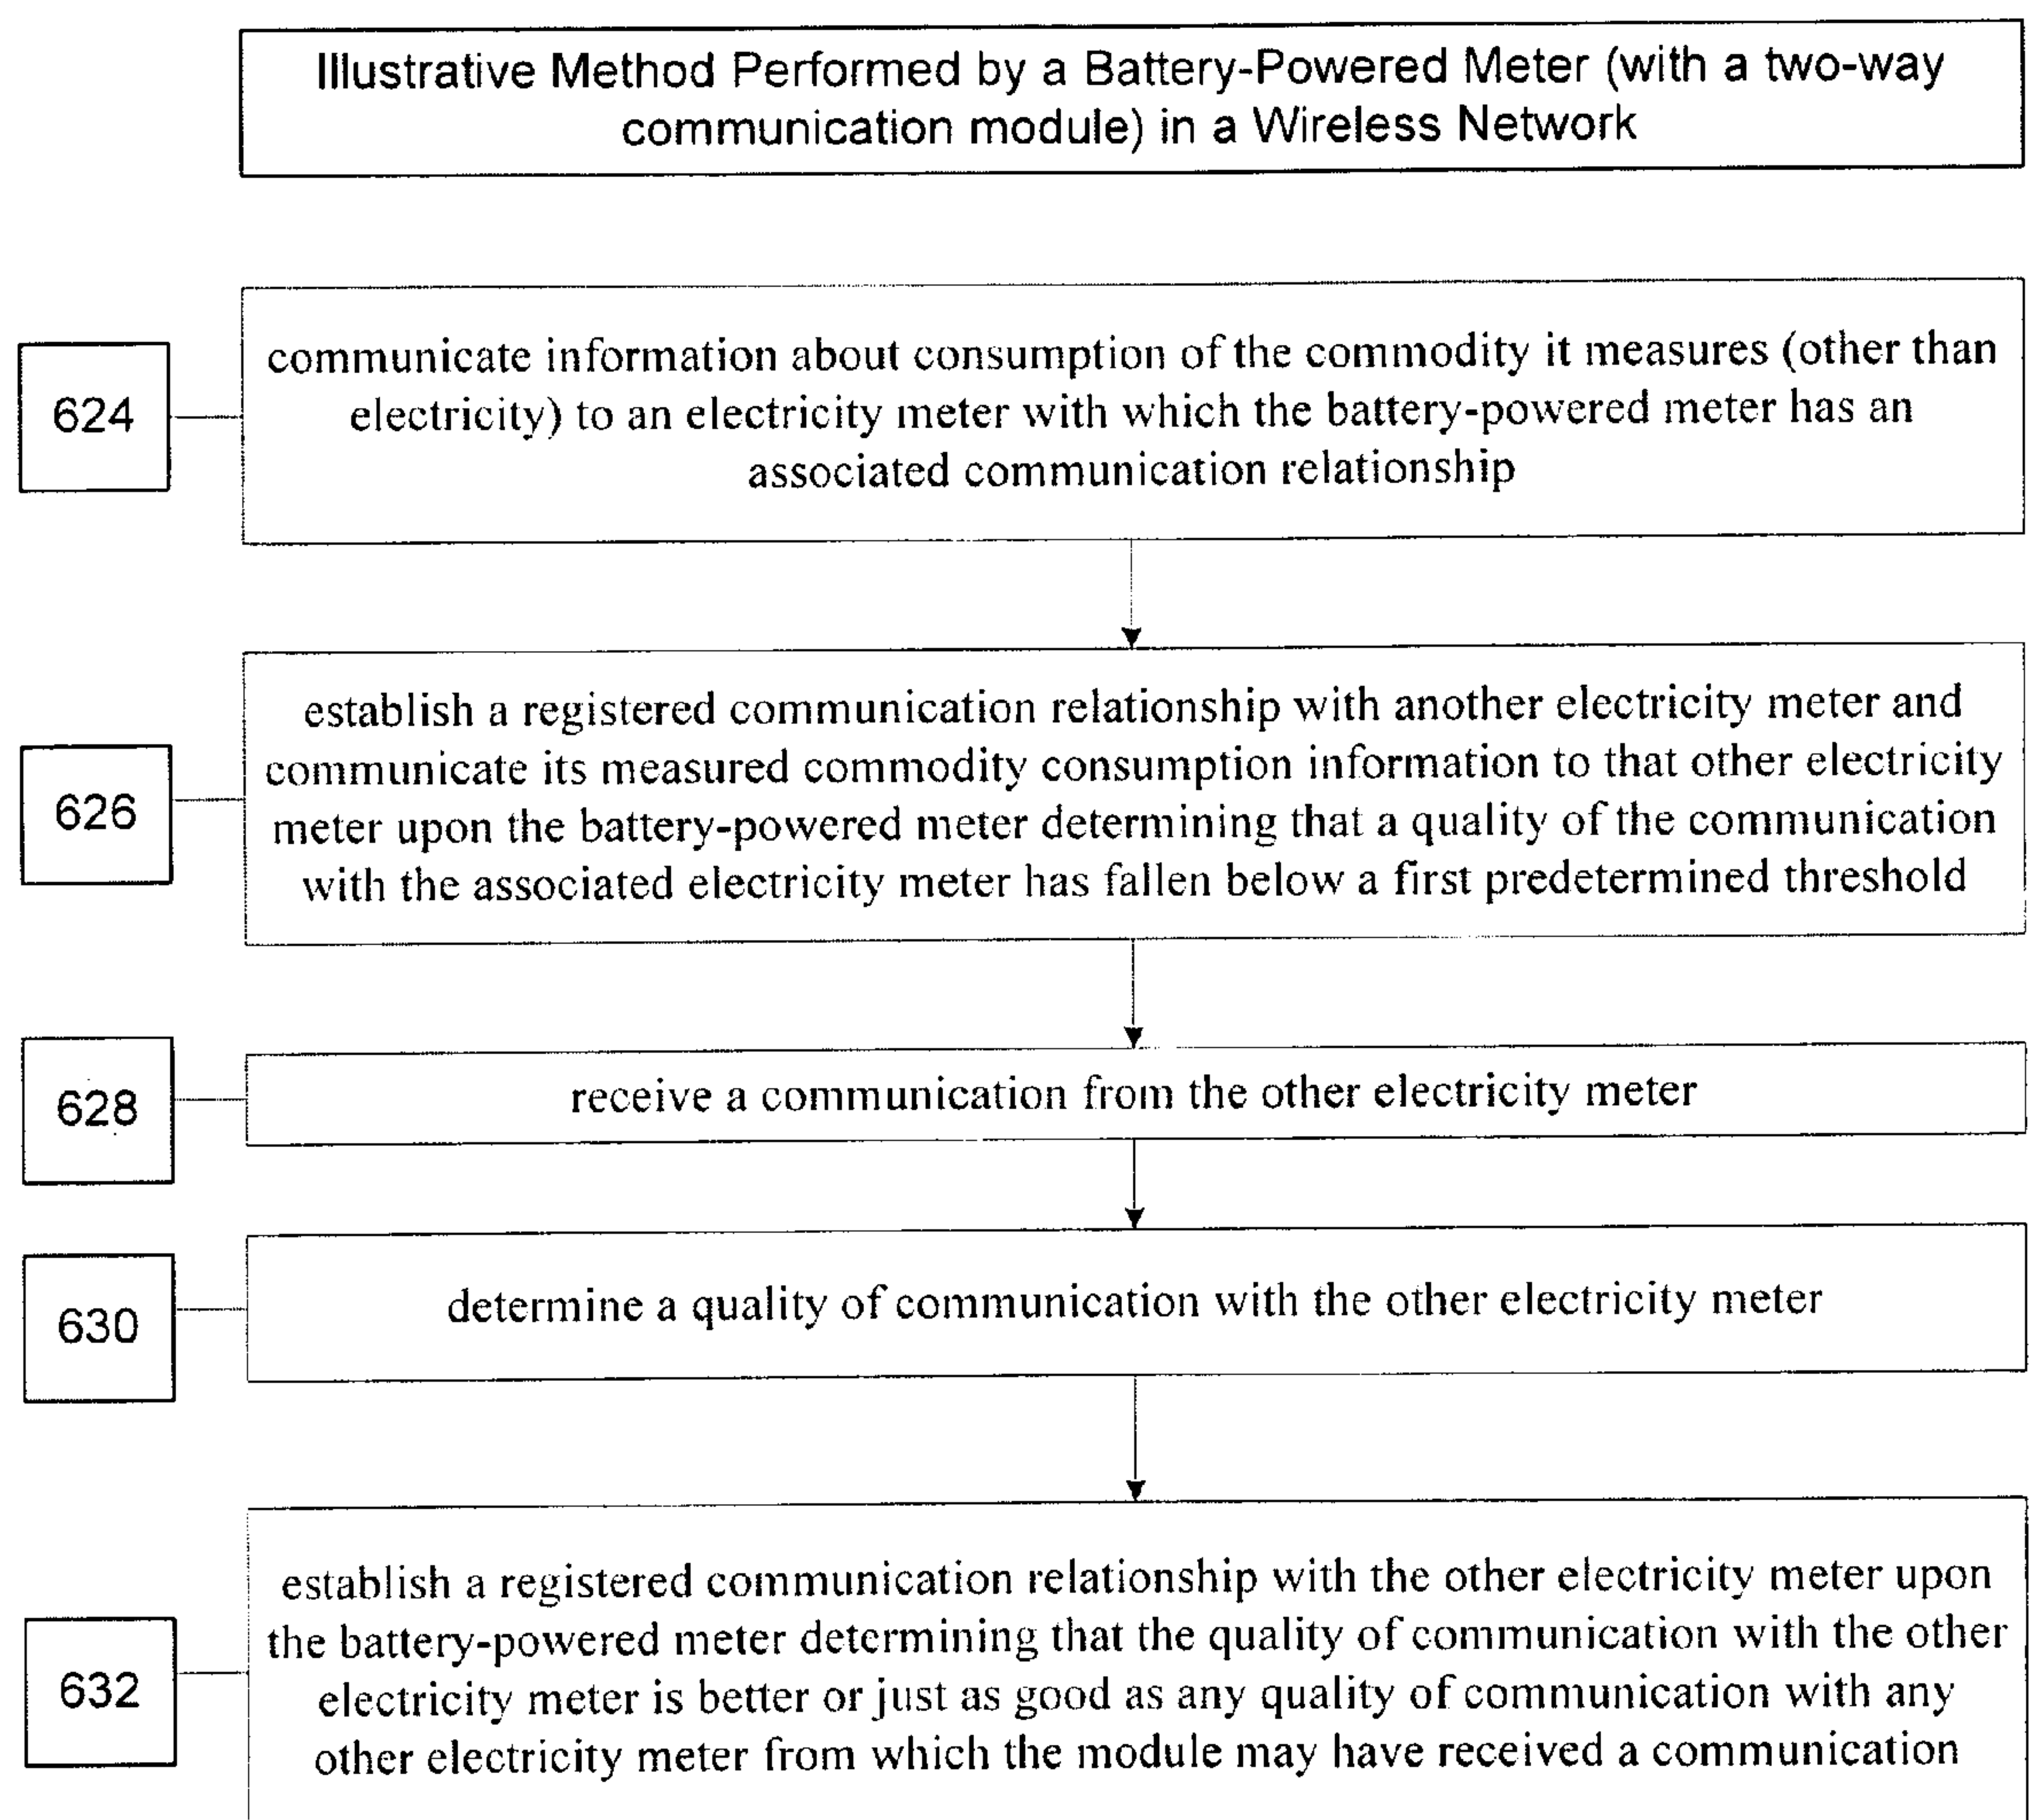 Illustrative Method Performed by a Battery-Powered Meter (with a two-way
communication module) in a Wireless Network
624
communicate information about consumption of the commodity it measures (other than
electricity) to an electricity meter with which the battery-powered meter has an
associated communication relationship
626
establish a registered communication relationship with another electricity meter and
communicate its measured commodity consumption information to that other electricity
meter upon the battery-powered meter determining that a quality of the communication
with the associated electricity meter has fallen below a first predetermined threshold
628
receive a communication from the other electricity meter
630
determine a quality of communication with the other electricity meter
632
establish a registered communication relationship with the other electricity meter upon
the battery-powered meter determining that the quality of communication with the other
electricity meter is better or just as good as any quality of communication with any
other electricity meter from which the module may have received a communication